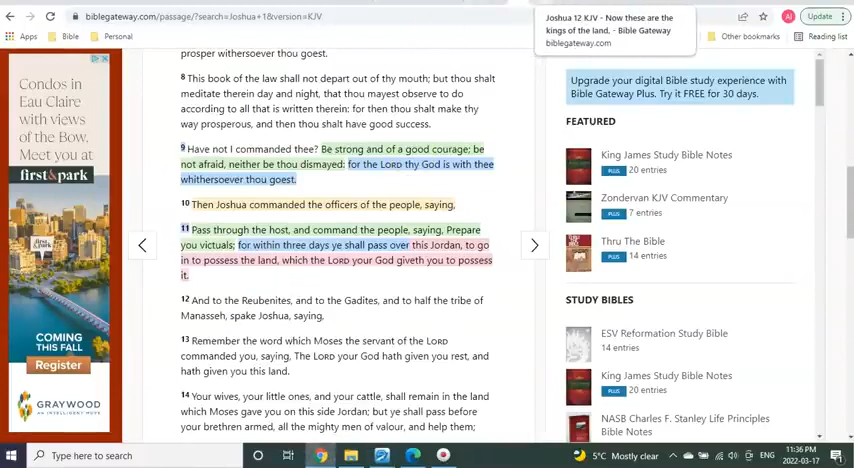 biblegateway.com/passage/?search=Joshua+1&version=KJV
AI
Update
Joshua 12 KJV - Now these are the
kings of the land, - Bible Gateway
biblegateway.com
Apps
Bible
Personal
Other bookmarks
Reading list
Condos in
Eau Claire
with views
of the Bow.
Meet you at
first&park
first&park
COMING
THIS FALL
Register
GRAYWOOD
prosper whithersoever thou goest.
8 This book of the law shall not depart out of thy mouth; but thou shalt
meditate therein day and night, that thou mayest observe to do
according to all that is written therein: for then thou shalt make thy
way prosperous, and then thou shalt have good success.
9 Have not I commanded thee? Be strong and of a good courage; be
not afraid, neither be thou dismayed: for the LORD thy God is with thee
whithersoever thou goest.
10 Then Joshua commanded the officers of the people, saying,
11 Pass through the host, and command the people, saying, Prepare
you victuals; for within three days ye shall pass over this Jordan, to go
in to possess the land, which the LORD your God giveth you to possess
it.
12 And to the Reubenites, and to the Gadites, and to half the tribe of
Manasseh, spake Joshua, saying,
13 Remember the word which Moses the servant of the LORD
commanded you, saying, The LORD your God hath given you rest, and
hath given you this land.
14 Your wives, your little ones, and your cattle, shall remain in the land
which Moses gave you on this side Jordan; but ye shall pass before
your brethren armed, all the mighty men of valour, and help them;
Upgrade your digital Bible study experience with
Bible Gateway Plus. Try it FREE for 30 days.
FEATURED
King James Study Bible Notes
PLUS 20 entries
Zondervan KJV Commentary
PLUS 7 entries
Thru The Bible
PLUS 14 entries
STUDY BIBLES
ESV Reformation Study Bible
14 entries
King James Study Bible Notes
PLUS 20 entries
NASB Charles F. Stanley Life Principles
Bible Notes
Type here to search
5°C Mostly clear
ENG
11:36 PM
2022-03-17